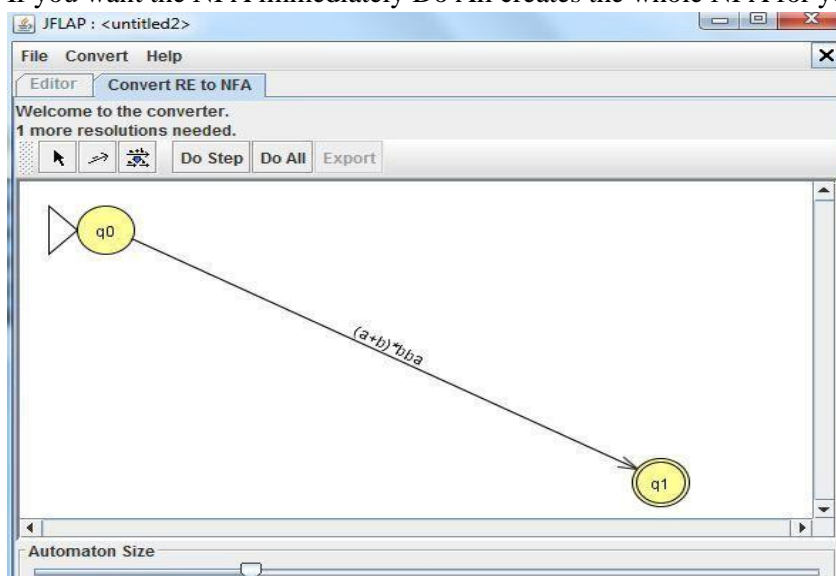 If you want the NFA immediately Do All creates the whole NFA for
JFLAP : <untitled2>
File Convert Help
Editor Convert RE to NFA
Welcome to the converter.
1 more resolutions needed.
Do Step Do All Export
q0
(a+b)*bba
q1
Automaton Size